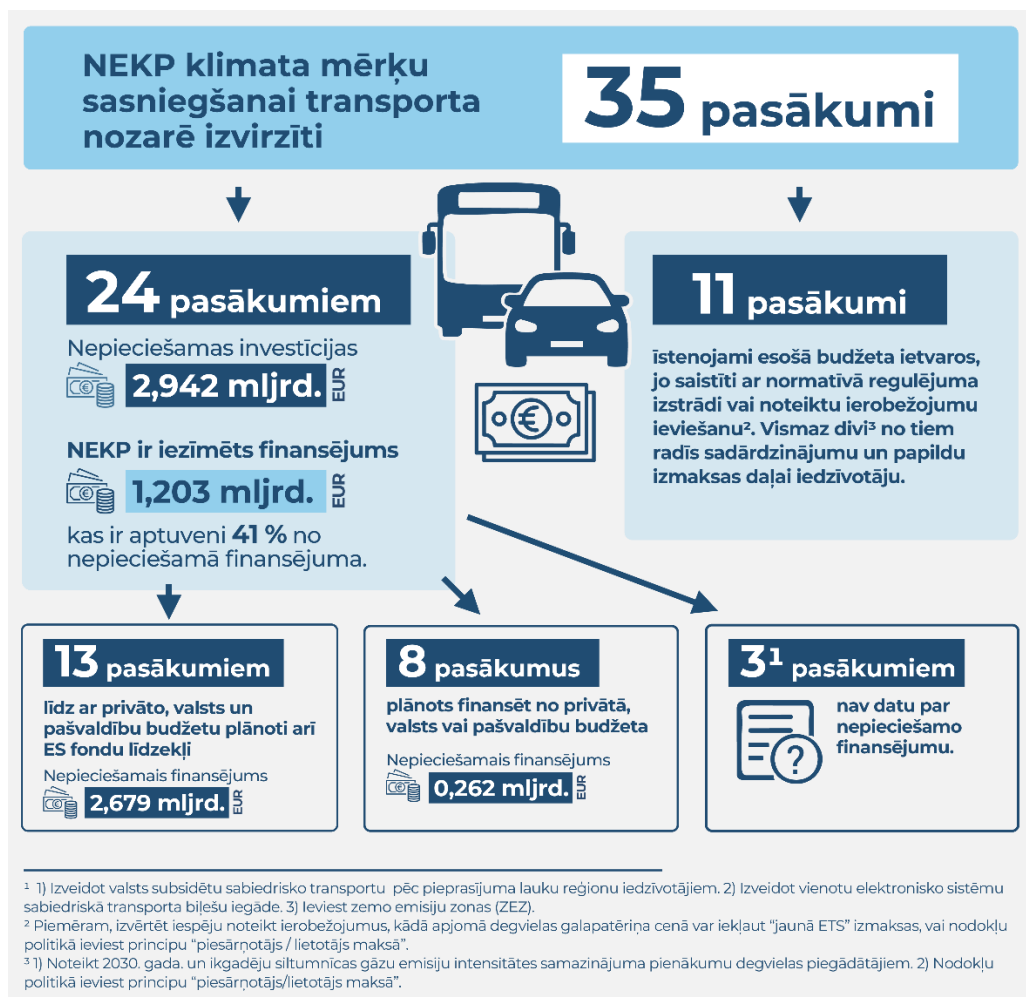 NEKP klimata mērķu
sasniegšanai transporta
nozarē izvirzīti
35 pasākumi
24 pasākumiem
Nepieciešamas investīcijas
2,942 mljrd. EUR
NEKP ir iezīmēts finansējums
1,203 mljrd. EUR
kas ir aptuveni 41 % no
nepieciešamā finansējuma.
11 pasākumi
īstenojami esošā budžeta ietvaros,
jo saistīti ar normatīvā regulējuma
izstrādi vai noteiktu ierobežojumu
ieviešanu². Vismaz divi³ no tiem
radīs sadārdzinājumu un papildu
izmaksas daļai iedzīvotāju.
13 pasākumiem
līdz ar privāto, valsts un
pašvaldību budžetu plānoti arī
ES fondu līdzekļi
Nepieciešamais finansējums
2,679 mljrd. EUR
8 pasākumus
plānots finansēt no privātā,
valsts vai pašvaldību budžeta
Nepieciešamais finansējums
0,262 mljrd. EUR
3¹ pasākumiem
nav datu par
nepieciešamo
finansējumu.
¹ 1) Izveidot valsts subsidētu sabiedrisko transportu pēc pieprasījuma lauku reģionu iedzīvotājiem. 2) Izveidot vienotu elektronisko sistēmu
sabiedriskā transporta biļešu iegāde. 3) Ieviest zemo emisiju zonas (ZEZ).
² Piemēram, izvērtēt iespēju noteikt ierobežojumus, kādā apjomā degvielas galapatēriņa cenā var iekļaut “jaunā ETS” izmaksas, vai nodokļu
politikā ieviest principu “piesārņotājs / lietotājs maksā”.
³ 1) Noteikt 2030. gada. un ikgadēju siltumnīcas gāzu emisiju intensitātes samazinājuma pienākumu degvielas piegādātājiem. 2) Nodokļu
politikā ieviest principu “piesārņotājs/lietotājs maksā”.